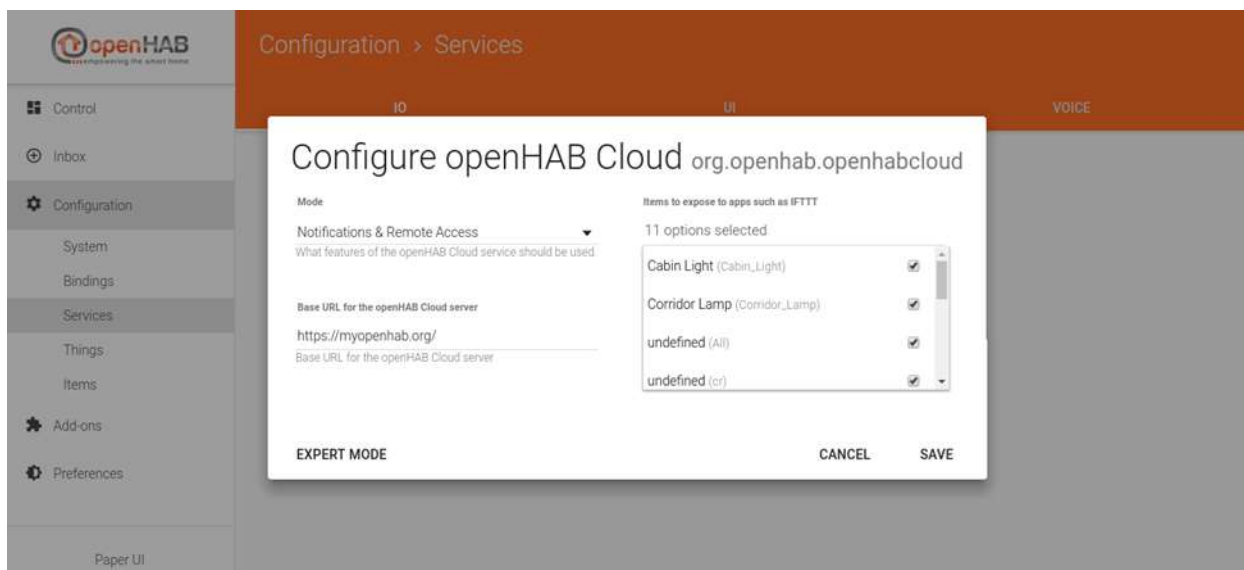 openHAB
empowering the smart home
Configuration > Services
Control
IO
UI
VOICE
Inbox
Configuration
System
Bindings
Services
Things
Items
Add-ons
Preferences
Paper UI
Configure openHAB Cloud org.openhab.openhabcloud
Mode
Notifications & Remote Access
What features of the openHAB Cloud service should be used.
Base URL for the openHAB Cloud server
https://myopenhab.org/
Base URL for the openHAB Cloud server
Items to expose to apps such as IFTTT
11 options selected
Cabin Light (Cabin_Light)
Corridor Lamp (Corridor_Lamp)
undefined (All)
undefined (cr)
EXPERT MODE
CANCEL
SAVE